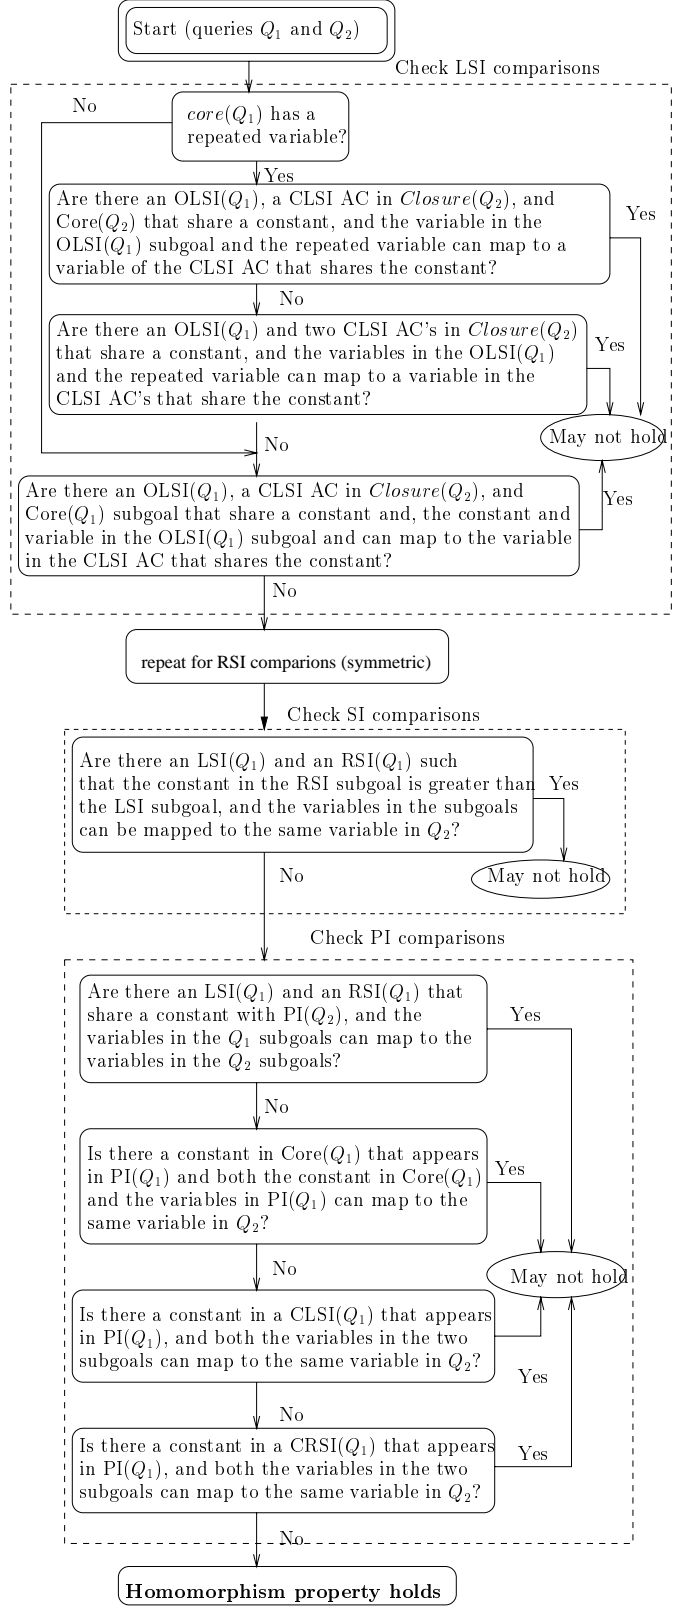 Start (queries Q₁ and Q₂)
Check LSI comparisons
No
core(Q₁) has a
repeated variable?
Yes
Are there an OLSI(Q₁), a CLSI AC in Closure(Q₂), and
Core(Q₂) that share a constant, and the variable in the
OLSI(Q₁) subgoal and the repeated variable can map to a
variable of the CLSI AC that shares the constant?
Yes
No
Are there an OLSI(Q₁) and two CLSI AC's in Closure(Q₂)
that share a constant, and the variables in the OLSI(Q₁)
and the repeated variable can map to a variable in the
CLSI AC's that share the constant?
Yes
May not hold
No
Are there an OLSI(Q₁), a CLSI AC in Closure(Q₂), and
Core(Q₁) subgoal that share a constant and, the constant and
variable in the OLSI(Q₁) subgoal and can map to the variable
in the CLSI AC that shares the constant?
Yes
No
repeat for RSI comparions (symmetric)
Check SI comparisons
Are there an LSI(Q₁) and an RSI(Q₁) such
that the constant in the RSI subgoal is greater than
the LSI subgoal, and the variables in the subgoals
can be mapped to the same variable in Q₂?
Yes
May not hold
No
Check PI comparisons
Are there an LSI(Q₁) and an RSI(Q₁) that
share a constant with PI(Q₂), and the
variables in the Q₁ subgoals can map to the
variables in the Q₂ subgoals?
Yes
No
Is there a constant in Core(Q₁) that appears
in PI(Q₁) and both the constant in Core(Q₁)
and the variables in PI(Q₁) can map to the
same variable in Q₂?
Yes
May not hold
No
Is there a constant in a CLSI(Q₁) that appears
in PI(Q₁), and both the variables in the two
subgoals can map to the same variable in Q₂?
Yes
No
Is there a constant in a CRSI(Q₁) that appears
in PI(Q₁), and both the variables in the two
subgoals can map to the same variable in Q₂?
Yes
No
Homomorphism property holds